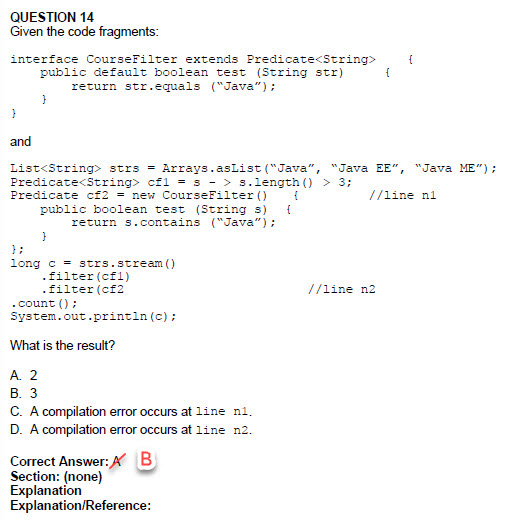 QUESTION 14
Given the code fragments:
interface CourseFilter extends Predicate<String> {
public default boolean test (String str) {
return str.equals (“Java”);
}
}
and
List<String> strs = Arrays.asList(“Java”, “Java EE”, “Java ME”);
Predicate<String> cf1 = s - > s.length() > 3;
Predicate cf2 = new CourseFilter() { //line n1
public boolean test (String s) {
return s.contains (“Java”);
}
};
long c = strs.stream()
.filter(cf1)
.filter(cf2 //line n2
.count();
System.out.println(c);
What is the result?
A. 2
B. 3
C. A compilation error occurs at line n1.
D. A compilation error occurs at line n2.
Correct Answer: A B
Section: (none)
Explanation
Explanation/Reference: